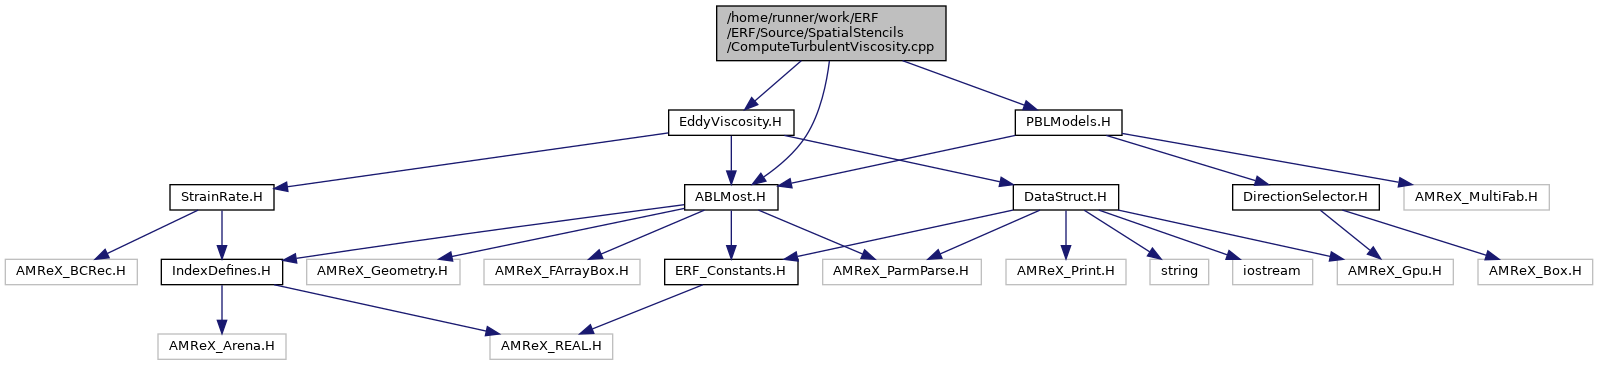 /home/runner/work/ERF
/ERF/Source/SpatialStencils
/ComputeTurbulentViscosity.cpp
EddyViscosity.H
PBLModels.H
StrainRate.H
ABLMost.H
DataStruct.H
DirectionSelector.H
AMReX_MultiFab.H
AMReX_BCRec.H
IndexDefines.H
AMReX_Geometry.H
AMReX_FArrayBox.H
ERF_Constants.H
AMReX_ParmParse.H
AMReX_Print.H
string
iostream
AMReX_Gpu.H
AMReX_Box.H
AMReX_Arena.H
AMReX_REAL.H